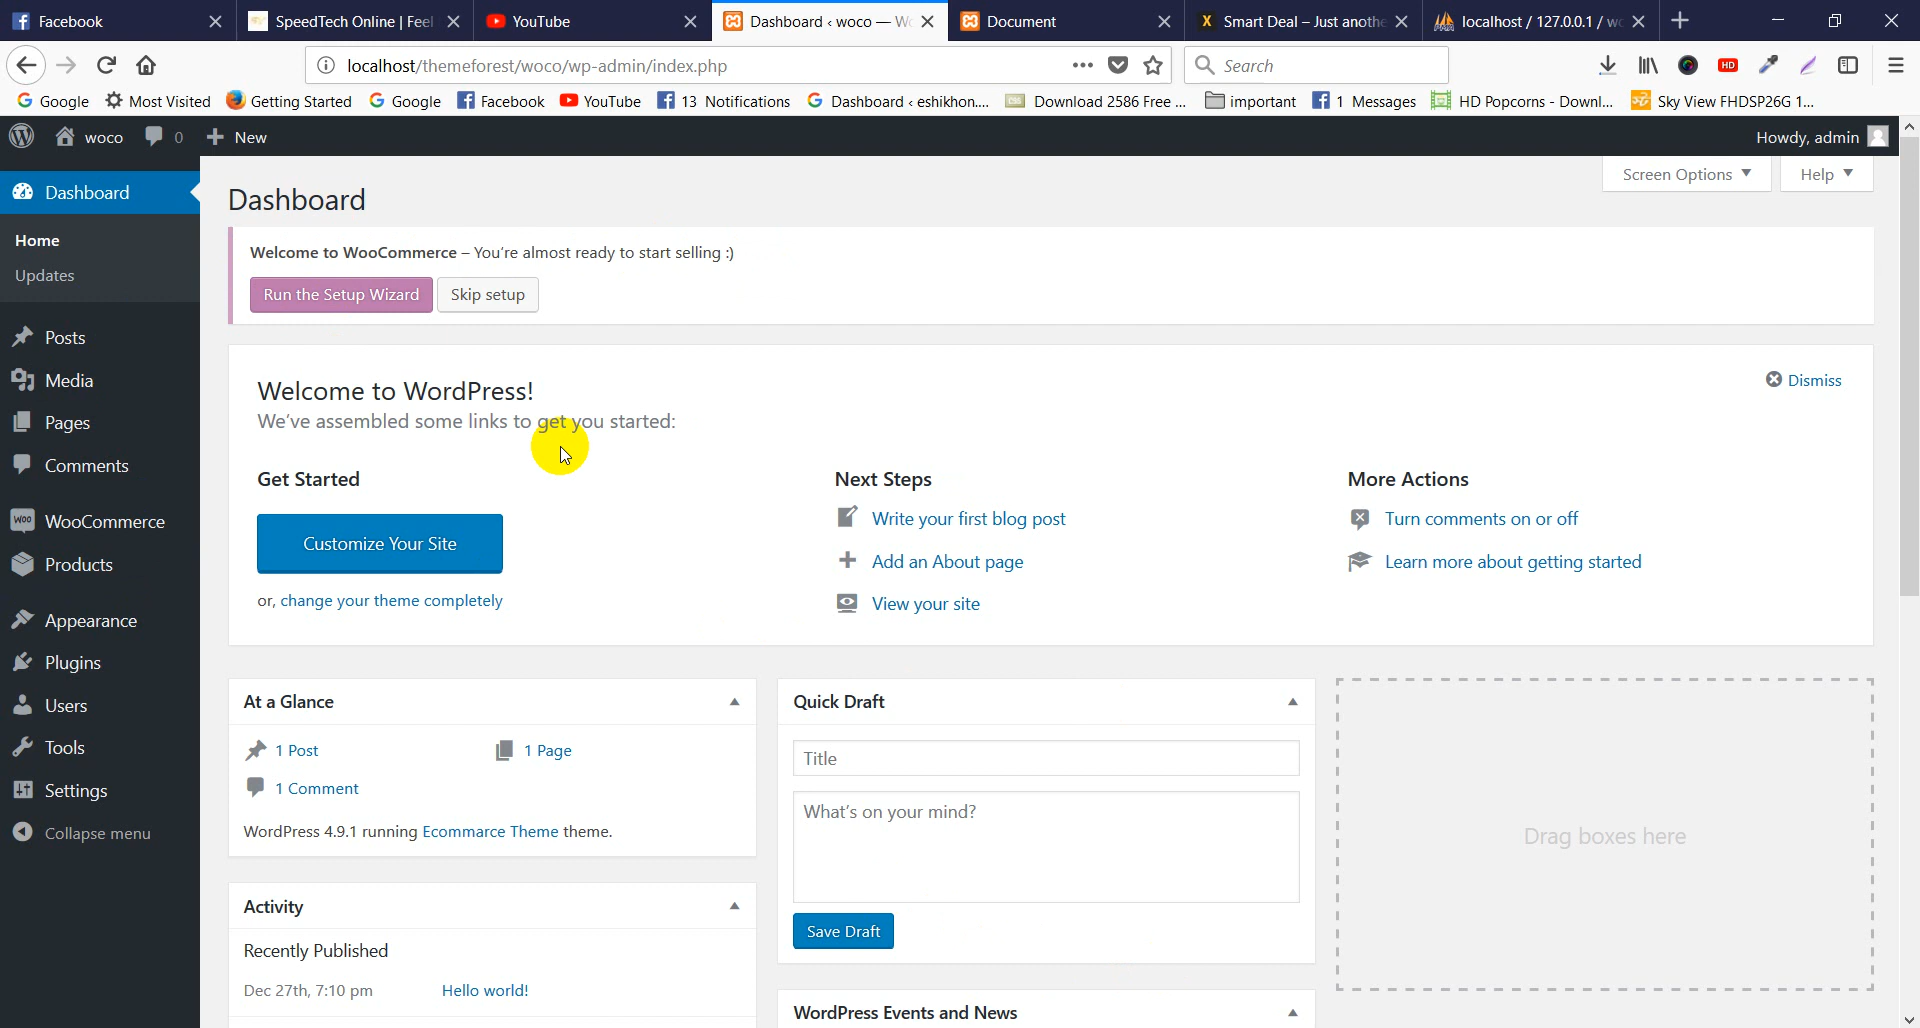 Facebook
SpeedTech Online | Feel
YouTube
Dashboard ‹ woco — W
Document
X Smart Deal – Just anothe
localhost / 127.0.0.1 / wo
localhost/themeforest/woco/wp-admin/index.php
Search
HD
Google
Most Visited
Getting Started
Google
Facebook
YouTube
13 Notifications
Dashboard ‹ eshikhon....
Download 2586 Free ...
important
1 Messages
HD Popcorns - Downl...
Sky View FHDSP26G 1...
woco
0
New
Howdy, admin
Screen Options
Help
Dashboard
Home
Updates
Posts
Media
Pages
Comments
WooCommerce
Products
Appearance
Plugins
Users
Tools
Settings
Collapse menu
Dashboard
Welcome to WooCommerce – You're almost ready to start selling :)
Run the Setup Wizard
Skip setup
Welcome to WordPress!
Dismiss
We've assembled some links to get you started:
Get Started
Customize Your Site
or, change your theme completely
Next Steps
Write your first blog post
Add an About page
View your site
More Actions
Turn comments on or off
Learn more about getting started
At a Glance
1 Post
1 Page
1 Comment
WordPress 4.9.1 running Ecommarce Theme theme.
Activity
Recently Published
Dec 27th, 7:10 pm
Hello world!
Quick Draft
Title
What's on your mind?
Save Draft
WordPress Events and News
Drag boxes here